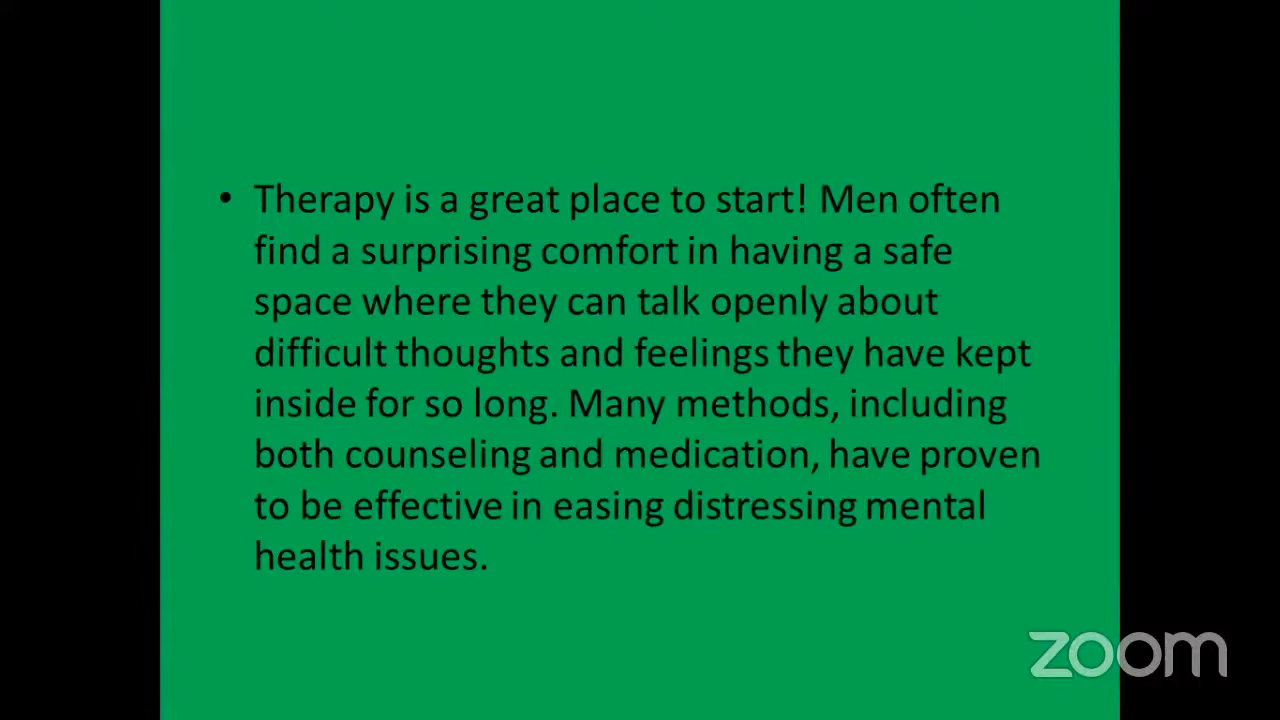 • Therapy is a great place to start! Men often
find a surprising comfort in having a safe
space where they can talk openly about
difficult thoughts and feelings they have kept
inside for so long. Many methods, including
both counseling and medication, have proven
to be effective in easing distressing mental
health issues.
zoom